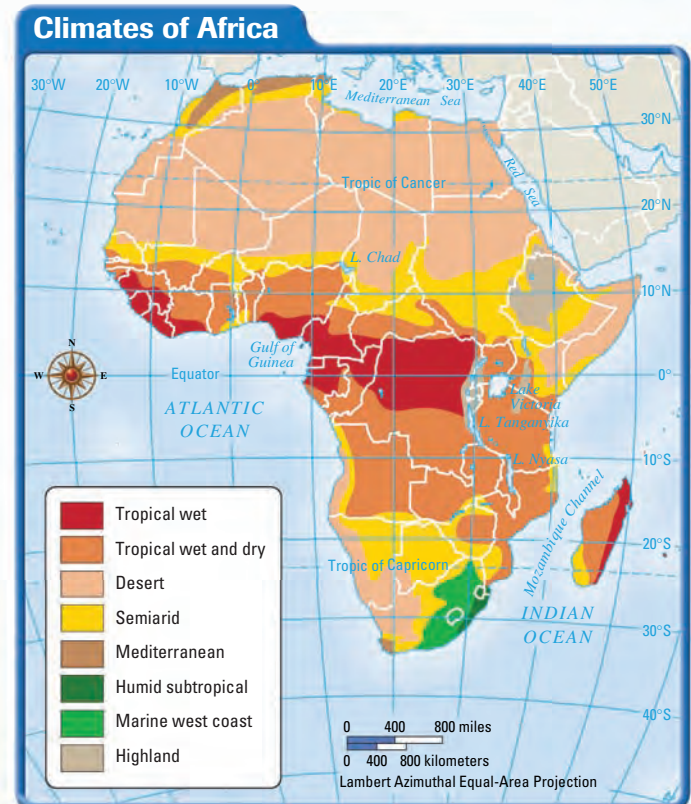 Climates of Africa
30°W 20°W 10°W 0° 10°E 20°E 30°E 40°E 50°E
Mediterranean Sea
30°N
Red Sea
Tropic of Cancer
20°N
L. Chad
10°N
N
W E
S
Gulf of
Guinea
Equator
0°
Lake
Victoria
ATLANTIC
OCEAN
L. Tanganyika
L. Nyasa
10°S
Mozambique Channel
20°S
Tropic of Capricorn
INDIAN
OCEAN
30°S
40°S
Tropical wet
Tropical wet and dry
Desert
Semiarid
Mediterranean
Humid subtropical
Marine west coast
Highland
0 400 800 miles
0 400 800 kilometers
Lambert Azimuthal Equal-Area Projection